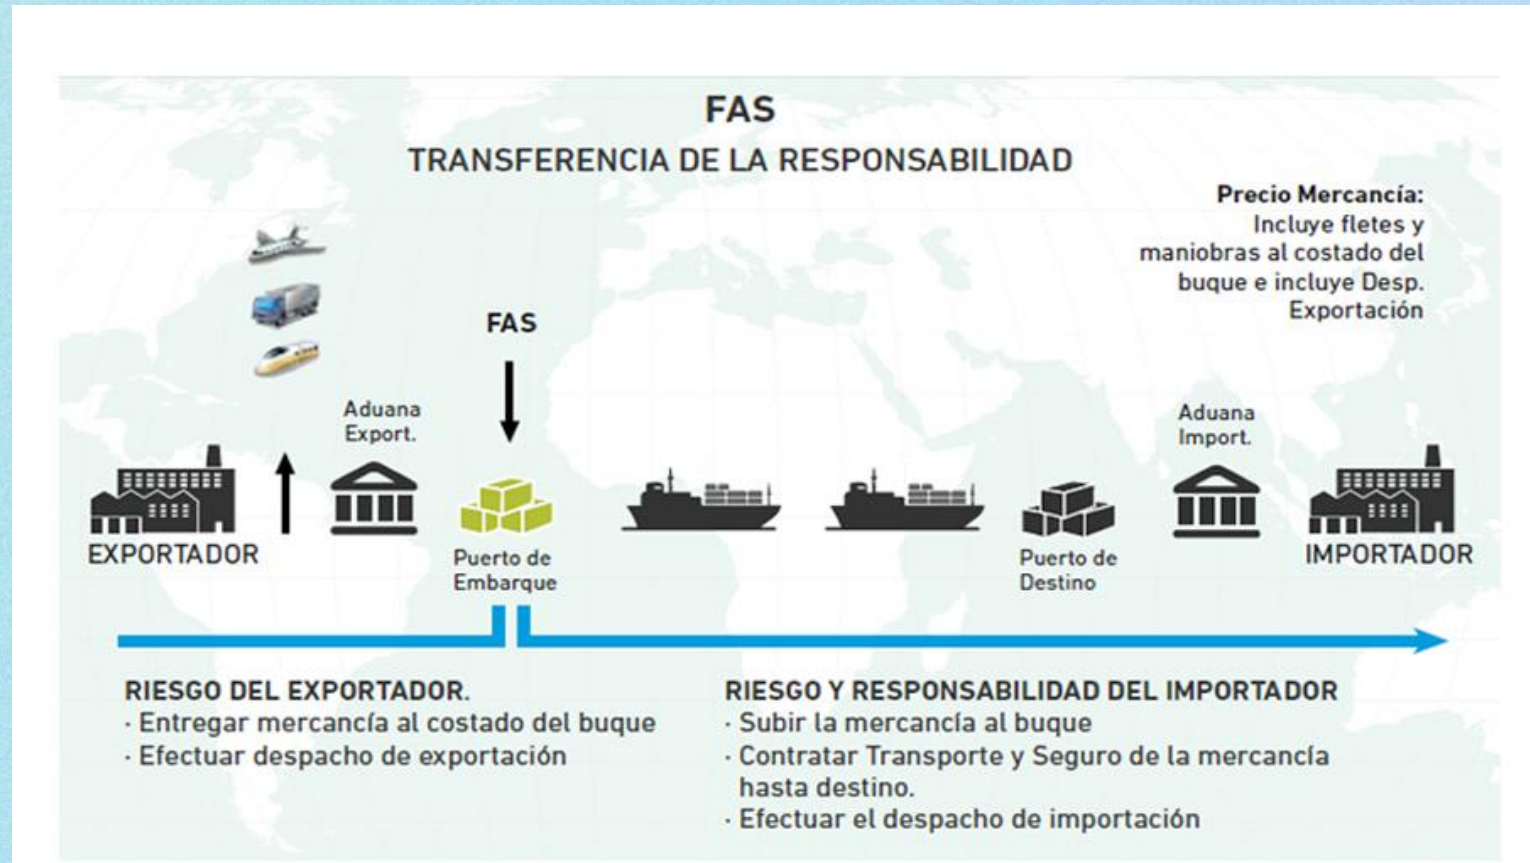 FAS
TRANSFERENCIA DE LA RESPONSABILIDAD
Precio Mercancía:
Incluye fletes y
maniobras al costado del
buque e incluye Desp.
Exportación
FAS
Aduana
Export.
Aduana
Import.
EXPORTADOR
Puerto de
Embarque
Puerto de
Destino
IMPORTADOR
RIESGO DEL EXPORTADOR.
· Entregar mercancía al costado del buque
· Efectuar despacho de exportación
RIESGO Y RESPONSABILIDAD DEL IMPORTADOR
· Subir la mercancía al buque
· Contratar Transporte y Seguro de la mercancía
hasta destino.
· Efectuar el despacho de importación